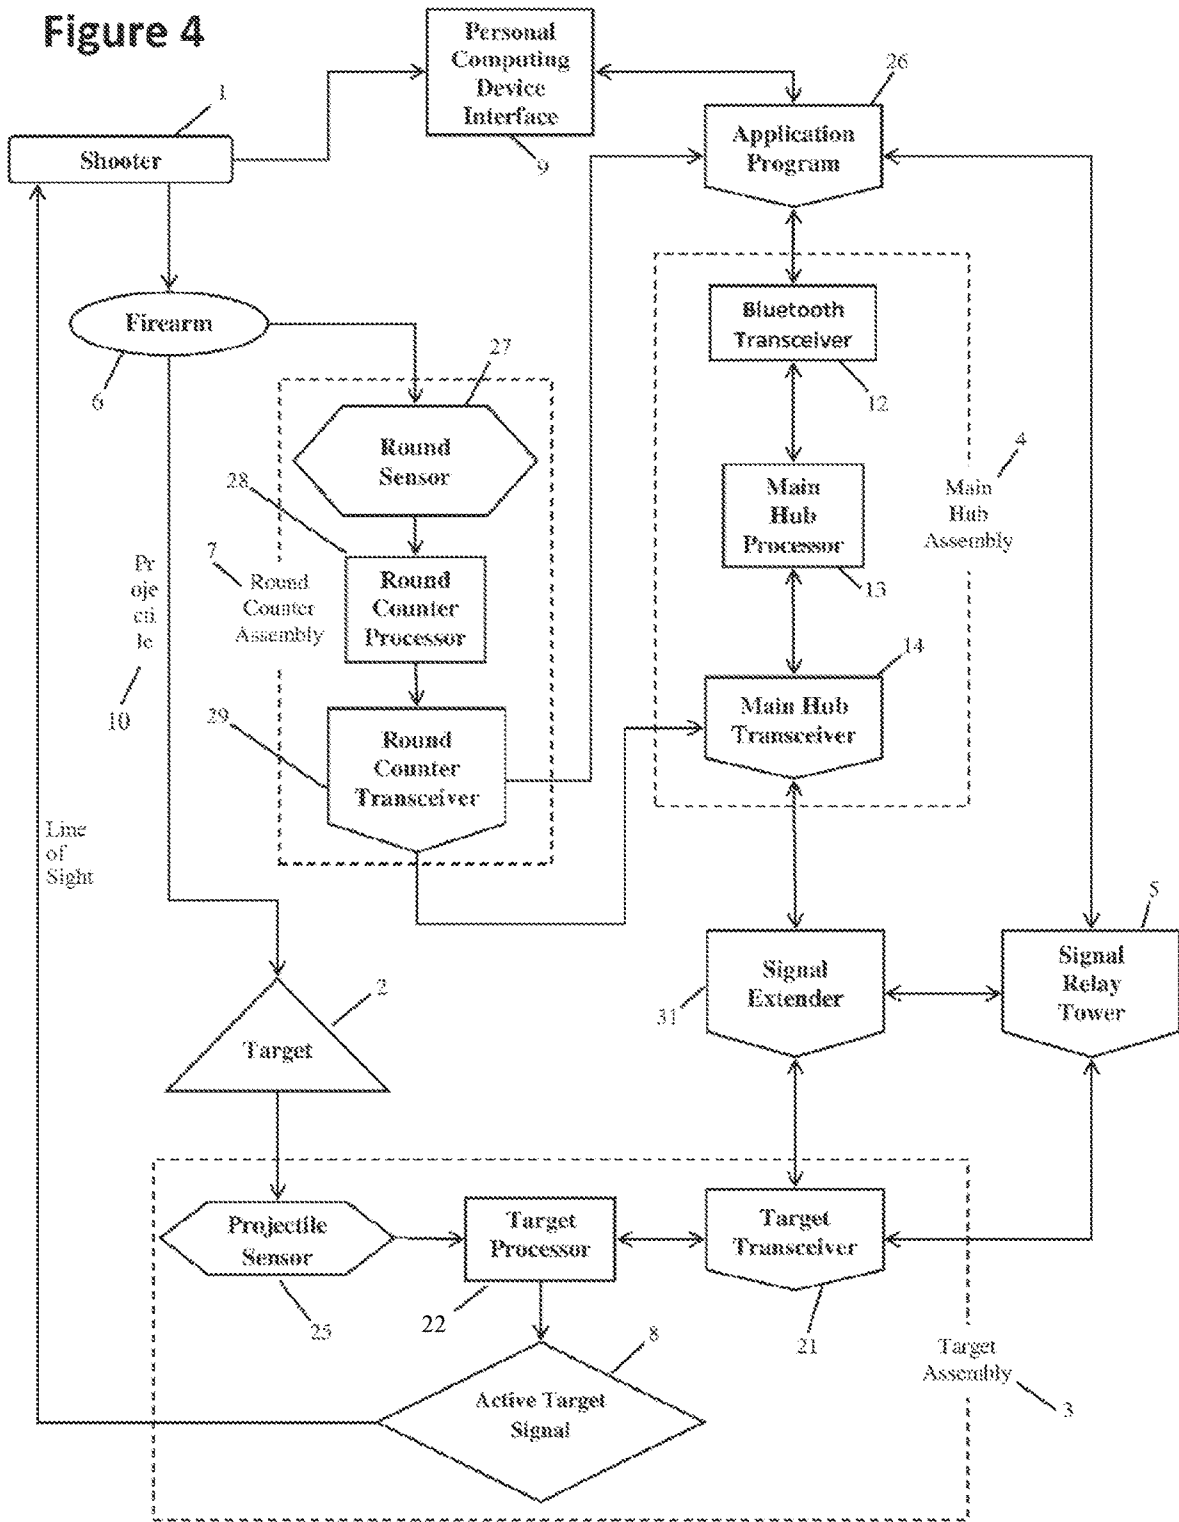 Figure 4
Personal
Computing
Device
Interface
9
26
Application
Program
1
Shooter
Firearm
6
27
Round
Sensor
28
7
Round
Counter
Assembly
Round
Counter
Processor
29
Round
Counter
Transceiver
Pr
oje
cti
le
10
Line
of
Sight
Bluetooth
Transceiver
12
Main
Hub
Processor
13
4
Main
Hub
Assembly
14
Main Hub
Transceiver
Signal
Extender
31
5
Signal
Relay
Tower
2
Target
Projectile
Sensor
25
Target
Processor
22
Target
Transceiver
21
8
Active Target
Signal
Target
Assembly
3